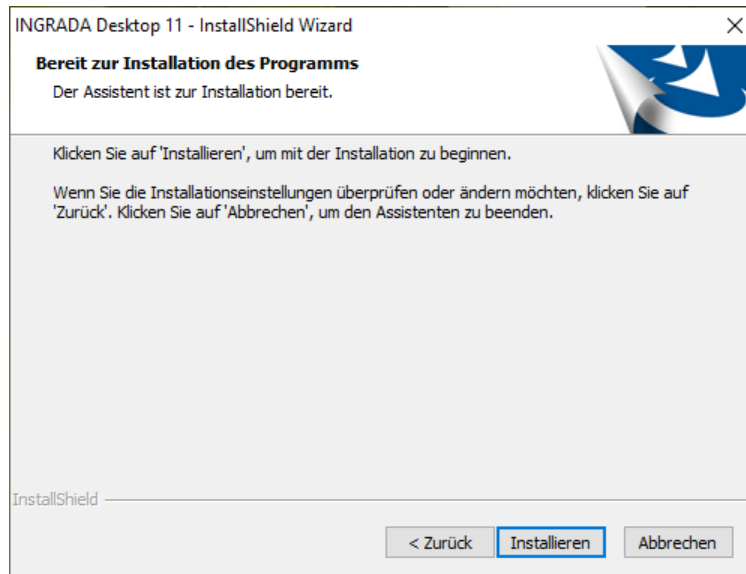 INGRADA Desktop 11 - InstallShield Wizard
Bereit zur Installation des Programms
Der Assistent ist zur Installation bereit.
Klicken Sie auf 'Installieren', um mit der Installation zu beginnen.
Wenn Sie die Installationseinstellungen überprüfen oder ändern möchten, klicken Sie auf
'Zurück'. Klicken Sie auf 'Abbrechen', um den Assistenten zu beenden.
InstallShield
< Zurück
Installieren
Abbrechen